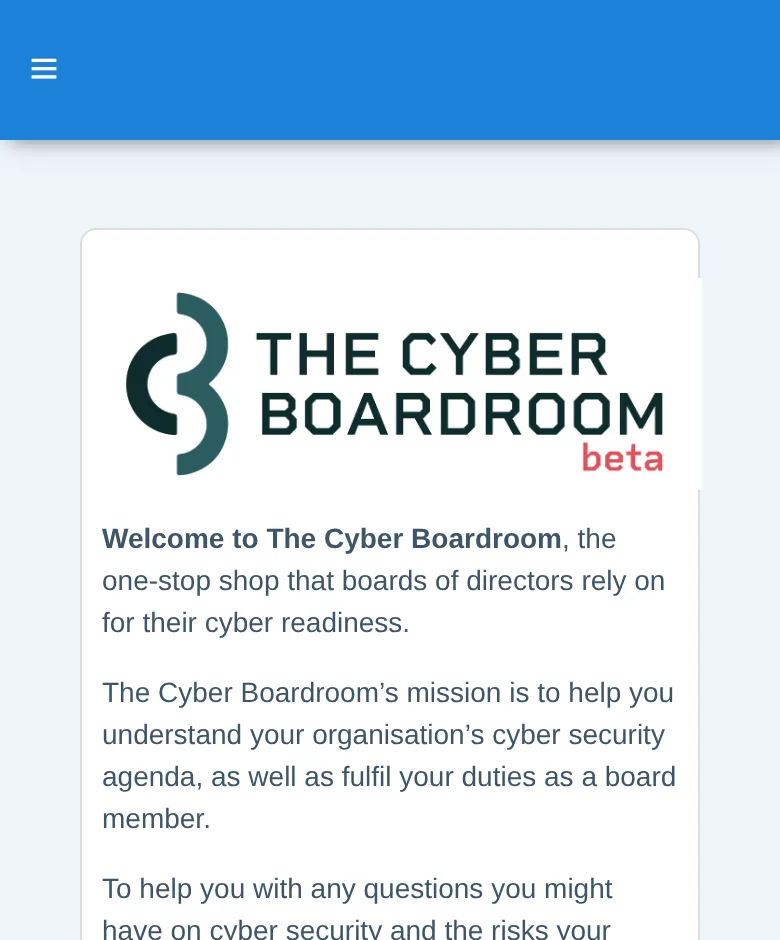 THE CYBER
BOARDROOM
beta
Welcome to The Cyber Boardroom, the
one-stop shop that boards of directors rely on
for their cyber readiness.
The Cyber Boardroom’s mission is to help you
understand your organisation’s cyber security
agenda, as well as fulfil your duties as a board
member.
To help you with any questions you might
have on cyber security and the risks your